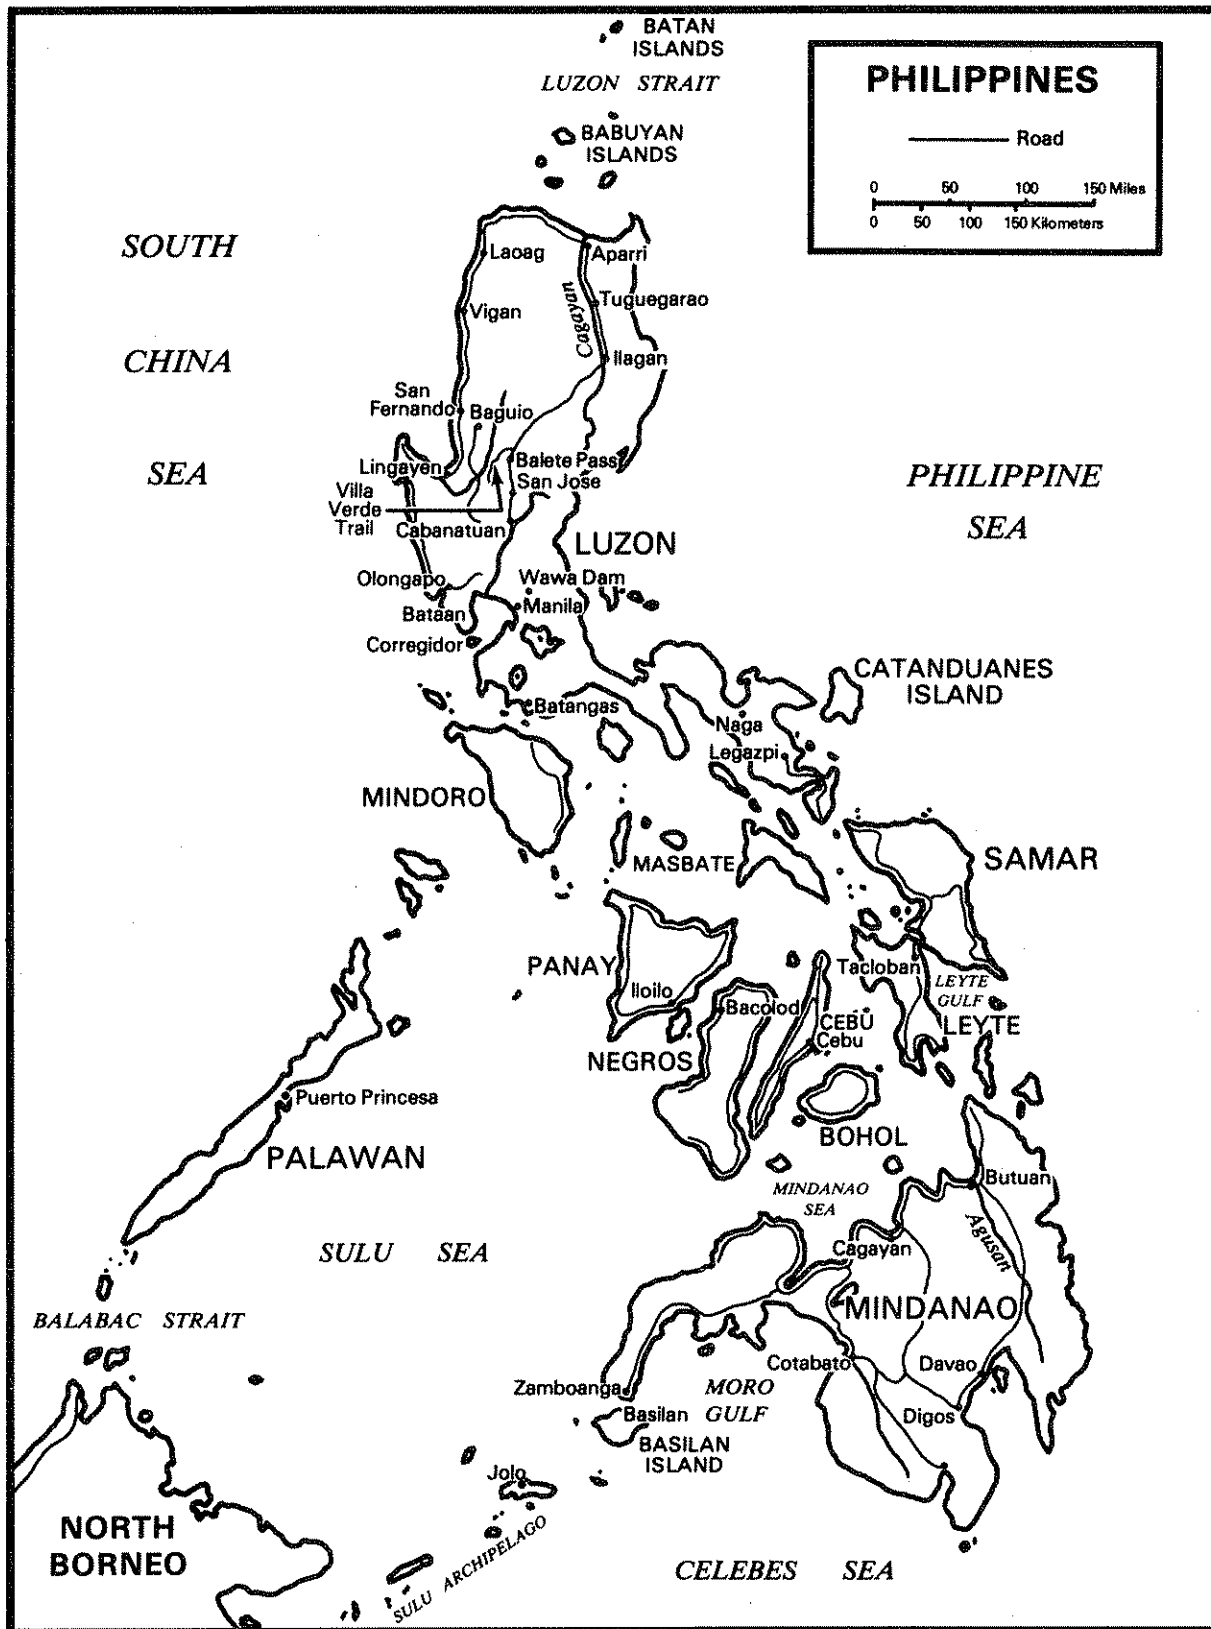 BATAN
ISLANDS
LUZON STRAIT
PHILIPPINES
Road
0 50 100 150 Miles
0 50 100 150 Kilometers
BABUYAN
ISLANDS
SOUTH
CHINA
SEA
Laoag
Aparri
Vigan
Cagayan
Tuguegarao
Ilagan
San
Fernando
Baguio
Lingayen
Balete Pass
San Jose
Villa
Verde
Trail
Cabanatuan
PHILIPPINE
SEA
LUZON
Olongapo
Wawa Dam
Bataan
Manila
Corregidor
CATANDUANES
ISLAND
Batangas
Naga
Legazpi
MINDORO
MASBATE
SAMAR
PANAY
Iloilo
Tacloban
LEYTE
GULF
Bacolod
CEBU
Cebu
LEYTE
NEGROS
Puerto Princesa
PALAWAN
BOHOL
MINDANAO
SEA
Butuan
Agusan
SULU SEA
Cagayan
MINDANAO
BALABAC STRAIT
Cotabato
Davao
Zamboanga
MORO
GULF
Basilan
Digos
BASILAN
ISLAND
Jolo
SULU ARCHIPELAGO
NORTH
BORNEO
CELEBES SEA